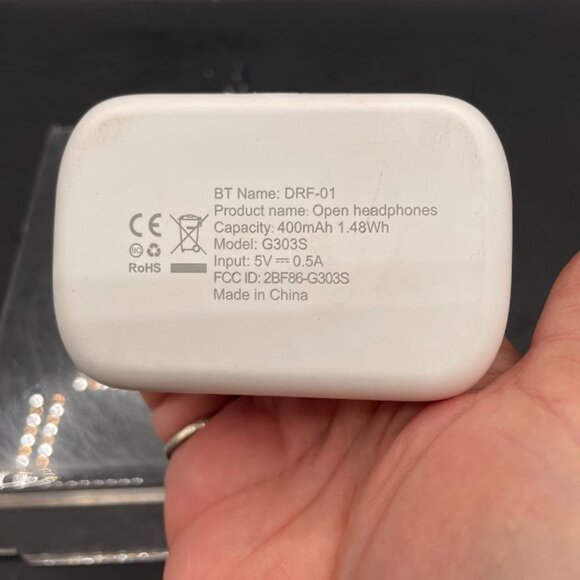 BT Name: DRF-01
Product name: Open headphones
Capacity: 400mAh 1.48Wh
Model: G303S
Input: 5V ⎓ 0.5A
FCC ID: 2BF86-G303S
Made in China
CE
RoHS